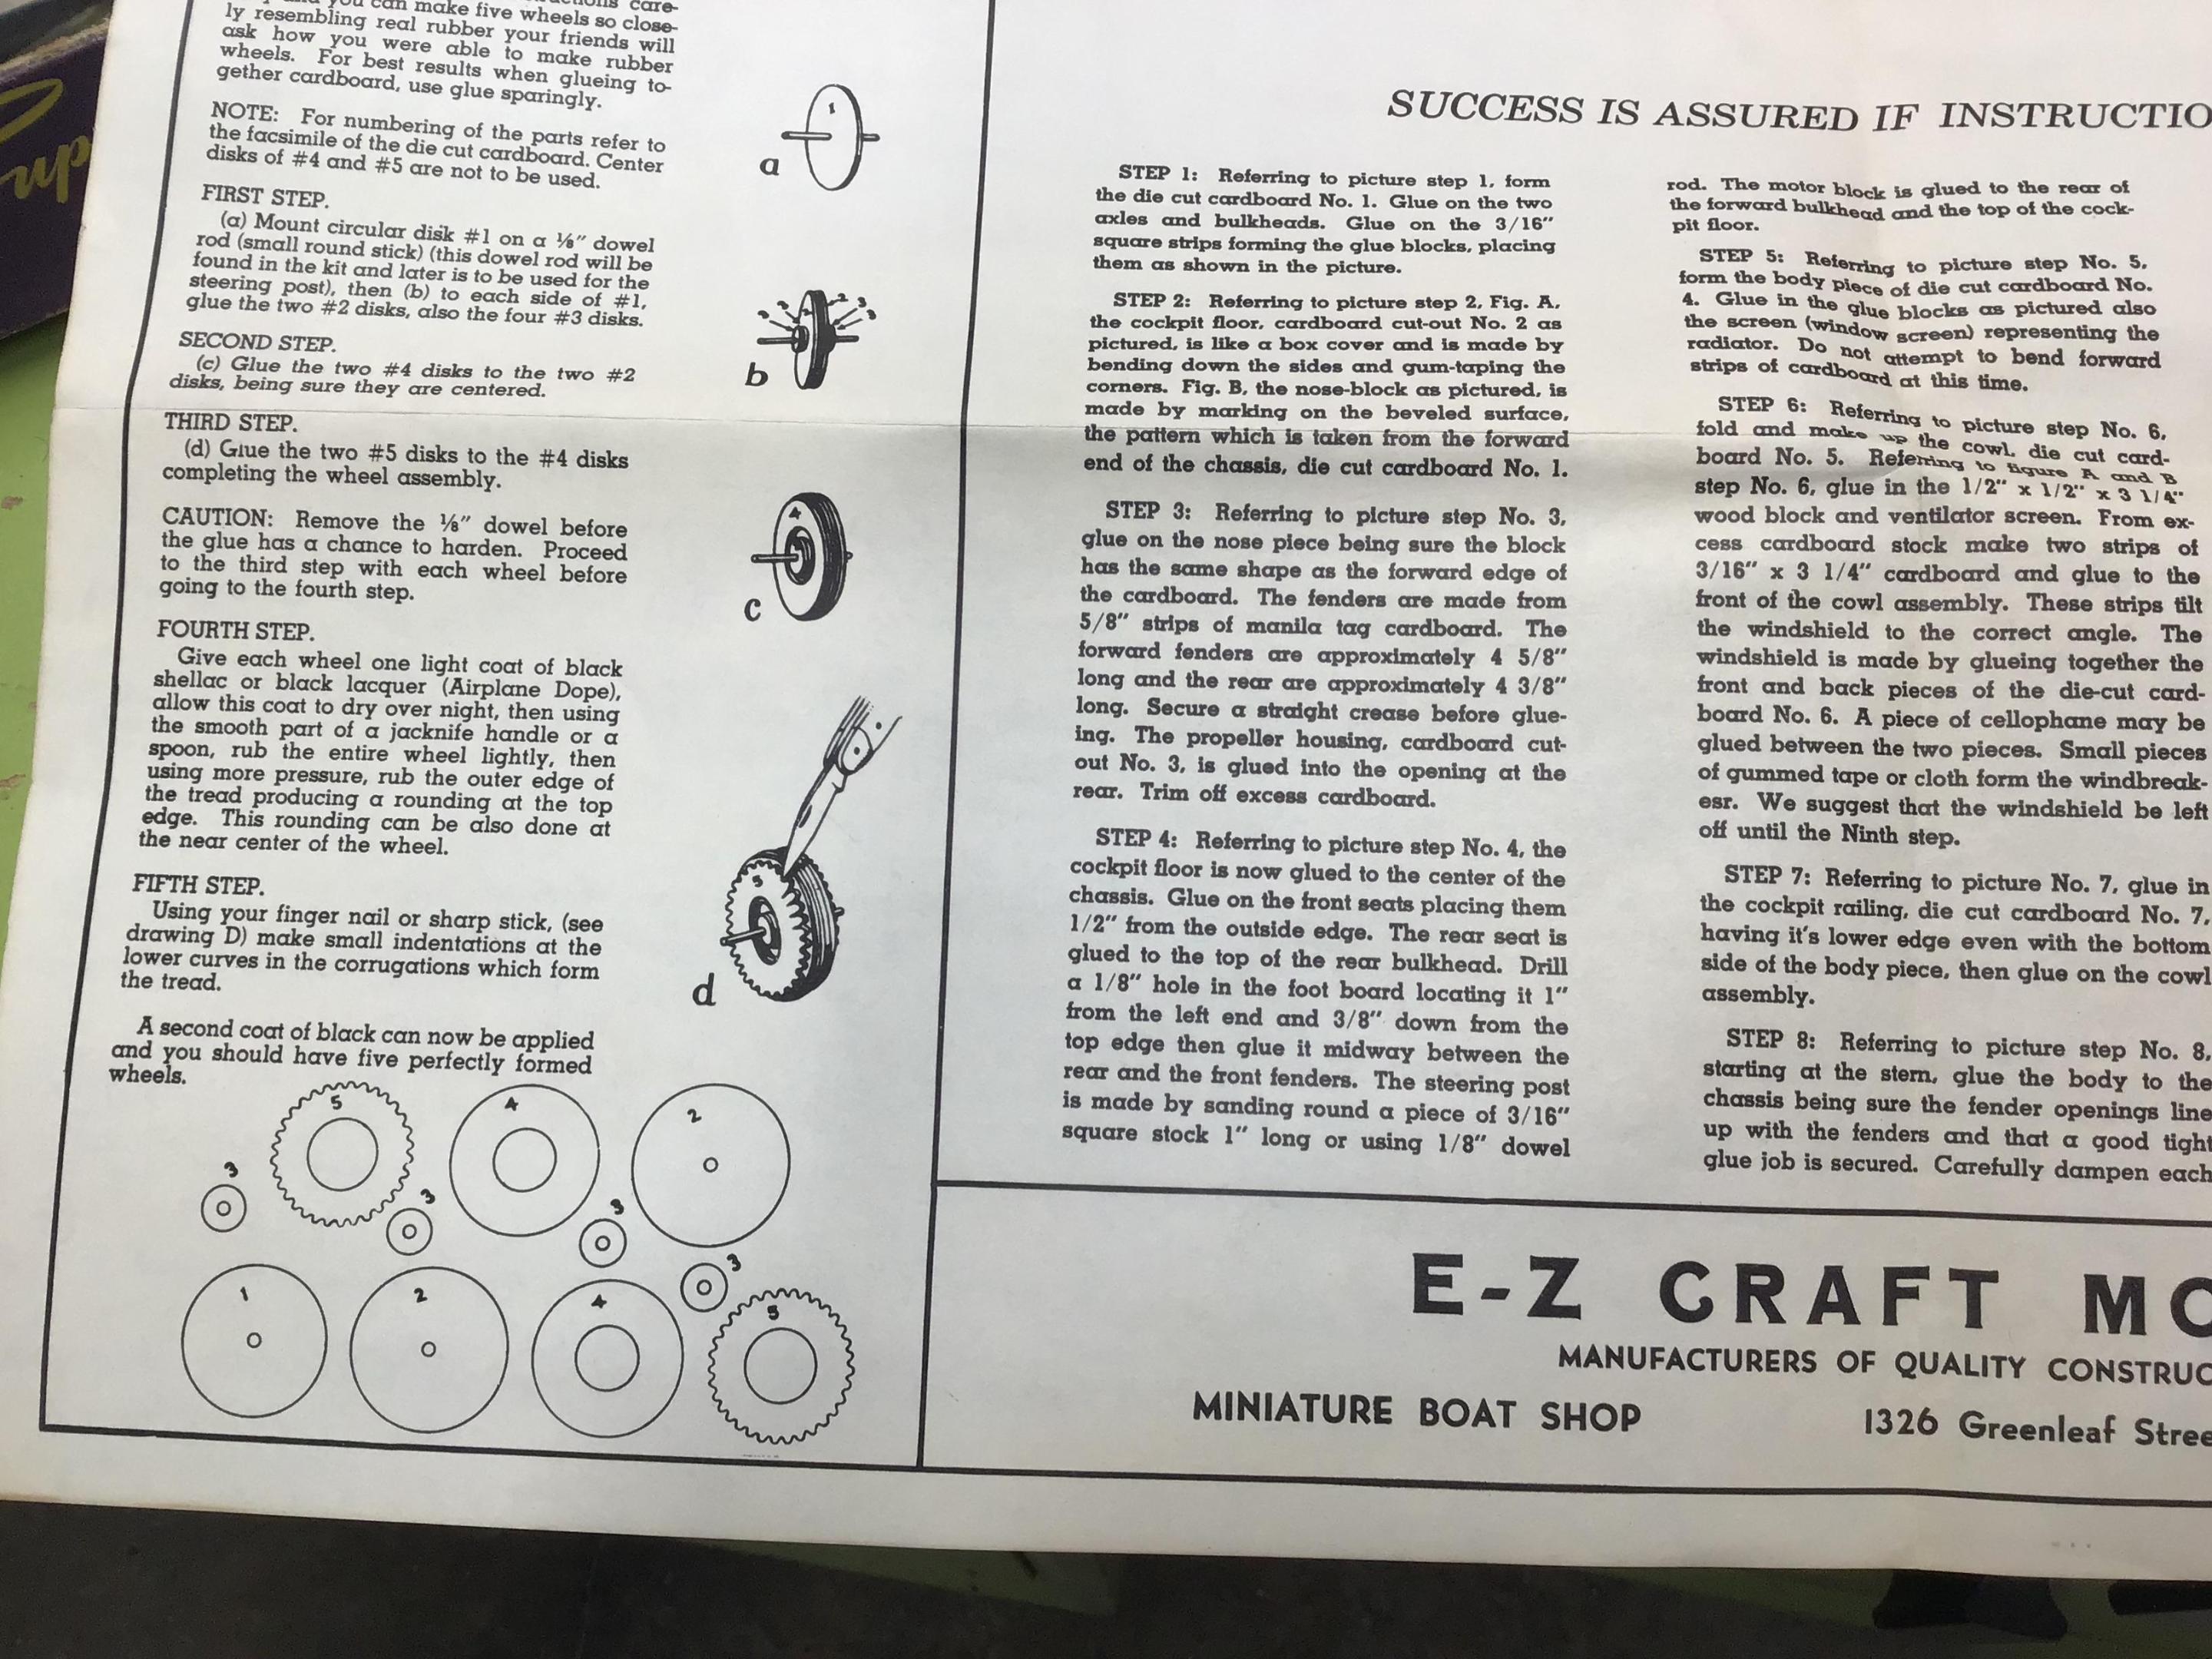 you can make five wheels so close-
ly resembling real rubber your friends will
ask how you were able to make rubber
wheels. For best results when glueing to-
gether cardboard, use glue sparingly.
NOTE: For numbering of the parts refer to
the facsimile of the die cut cardboard. Center
disks of #4 and #5 are not to be used.
FIRST STEP.
(a) Mount circular disk #1 on a ⅛" dowel
rod (small round stick) (this dowel rod will be
found in the kit and later is to be used for the
steering post), then (b) to each side of #1,
glue the two #2 disks, also the four #3 disks.
SECOND STEP.
(c) Glue the two #4 disks to the two #2
disks, being sure they are centered.
THIRD STEP.
(d) Glue the two #5 disks to the #4 disks
completing the wheel assembly.
CAUTION: Remove the ⅛" dowel before
the glue has a chance to harden. Proceed
to the third step with each wheel before
going to the fourth step.
FOURTH STEP.
Give each wheel one light coat of black
shellac or black lacquer (Airplane Dope),
allow this coat to dry over night, then using
the smooth part of a jacknife handle or a
spoon, rub the entire wheel lightly, then
using more pressure, rub the outer edge of
the tread producing a rounding at the top
edge. This rounding can be also done at
the near center of the wheel.
FIFTH STEP.
Using your finger nail or sharp stick, (see
drawing D) make small indentations at the
lower curves in the corrugations which form
the tread.
A second coat of black can now be applied
and you should have five perfectly formed
wheels.
1
a
2 3
3 2
3 3
b
4
c
5
d
5
4
2
3
3
3
3
1
2
4
5
SUCCESS IS ASSURED IF INSTRUCTIO
STEP 1: Referring to picture step 1, form
the die cut cardboard No. 1. Glue on the two
axles and bulkheads. Glue on the 3/16"
square strips forming the glue blocks, placing
them as shown in the picture.
STEP 2: Referring to picture step 2, Fig. A,
the cockpit floor, cardboard cut-out No. 2 as
pictured, is like a box cover and is made by
bending down the sides and gum-taping the
corners. Fig. B, the nose-block as pictured, is
made by marking on the beveled surface,
the pattern which is taken from the forward
end of the chassis, die cut cardboard No. 1.
STEP 3: Referring to picture step No. 3,
glue on the nose piece being sure the block
has the same shape as the forward edge of
the cardboard. The fenders are made from
5/8" strips of manila tag cardboard. The
forward fenders are approximately 4 5/8"
long and the rear are approximately 4 3/8"
long. Secure a straight crease before glue-
ing. The propeller housing, cardboard cut-
out No. 3, is glued into the opening at the
rear. Trim off excess cardboard.
STEP 4: Referring to picture step No. 4, the
cockpit floor is now glued to the center of the
chassis. Glue on the front seats placing them
1/2" from the outside edge. The rear seat is
glued to the top of the rear bulkhead. Drill
a 1/8" hole in the foot board locating it 1"
from the left end and 3/8" down from the
top edge then glue it midway between the
rear and the front fenders. The steering post
is made by sanding round a piece of 3/16"
square stock 1" long or using 1/8" dowel
rod. The motor block is glued to the rear of
the forward bulkhead and the top of the cock-
pit floor.
STEP 5: Referring to picture step No. 5,
form the body piece of die cut cardboard No.
4. Glue in the glue blocks as pictured also
the screen (window screen) representing the
radiator. Do not attempt to bend forward
strips of cardboard at this time.
STEP 6: Referring to picture step No. 6,
fold and make up the cowl, die cut card-
board No. 5. Referring to figure A and B
step No. 6, glue in the 1/2" x 1/2" x 3 1/4"
wood block and ventilator screen. From ex-
cess cardboard stock make two strips of
3/16" x 3 1/4" cardboard and glue to the
front of the cowl assembly. These strips tilt
the windshield to the correct angle. The
windshield is made by glueing together the
front and back pieces of the die-cut card-
board No. 6. A piece of cellophane may be
glued between the two pieces. Small pieces
of gummed tape or cloth form the windbreak-
esr. We suggest that the windshield be left
off until the Ninth step.
STEP 7: Referring to picture No. 7, glue in
the cockpit railing, die cut cardboard No. 7,
having it's lower edge even with the bottom
side of the body piece, then glue on the cowl
assembly.
STEP 8: Referring to picture step No. 8,
starting at the stern, glue the body to the
chassis being sure the fender openings line
up with the fenders and that a good tight
glue job is secured. Carefully dampen each
E-Z CRAFT MO
MANUFACTURERS OF QUALITY CONSTRUC
MINIATURE BOAT SHOP 1326 Greenleaf Stree